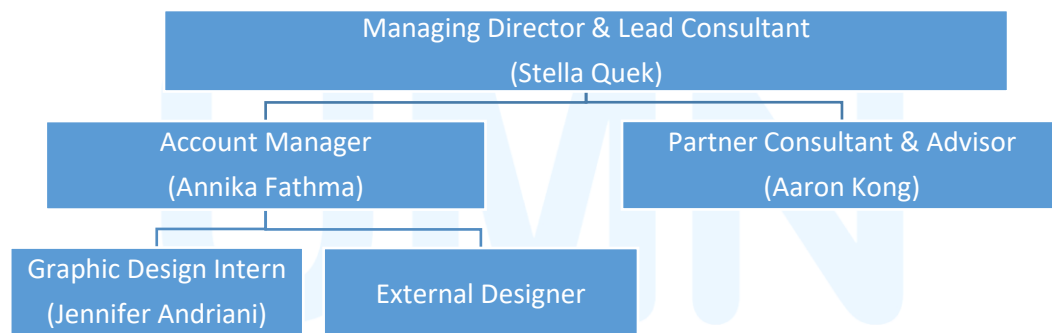 Managing Director & Lead Consultant
(Stella Quek)
Account Manager
(Annika Fathma)
Partner Consultant & Advisor
(Aaron Kong)
Graphic Design Intern
(Jennifer Andriani)
External Designer
UMN